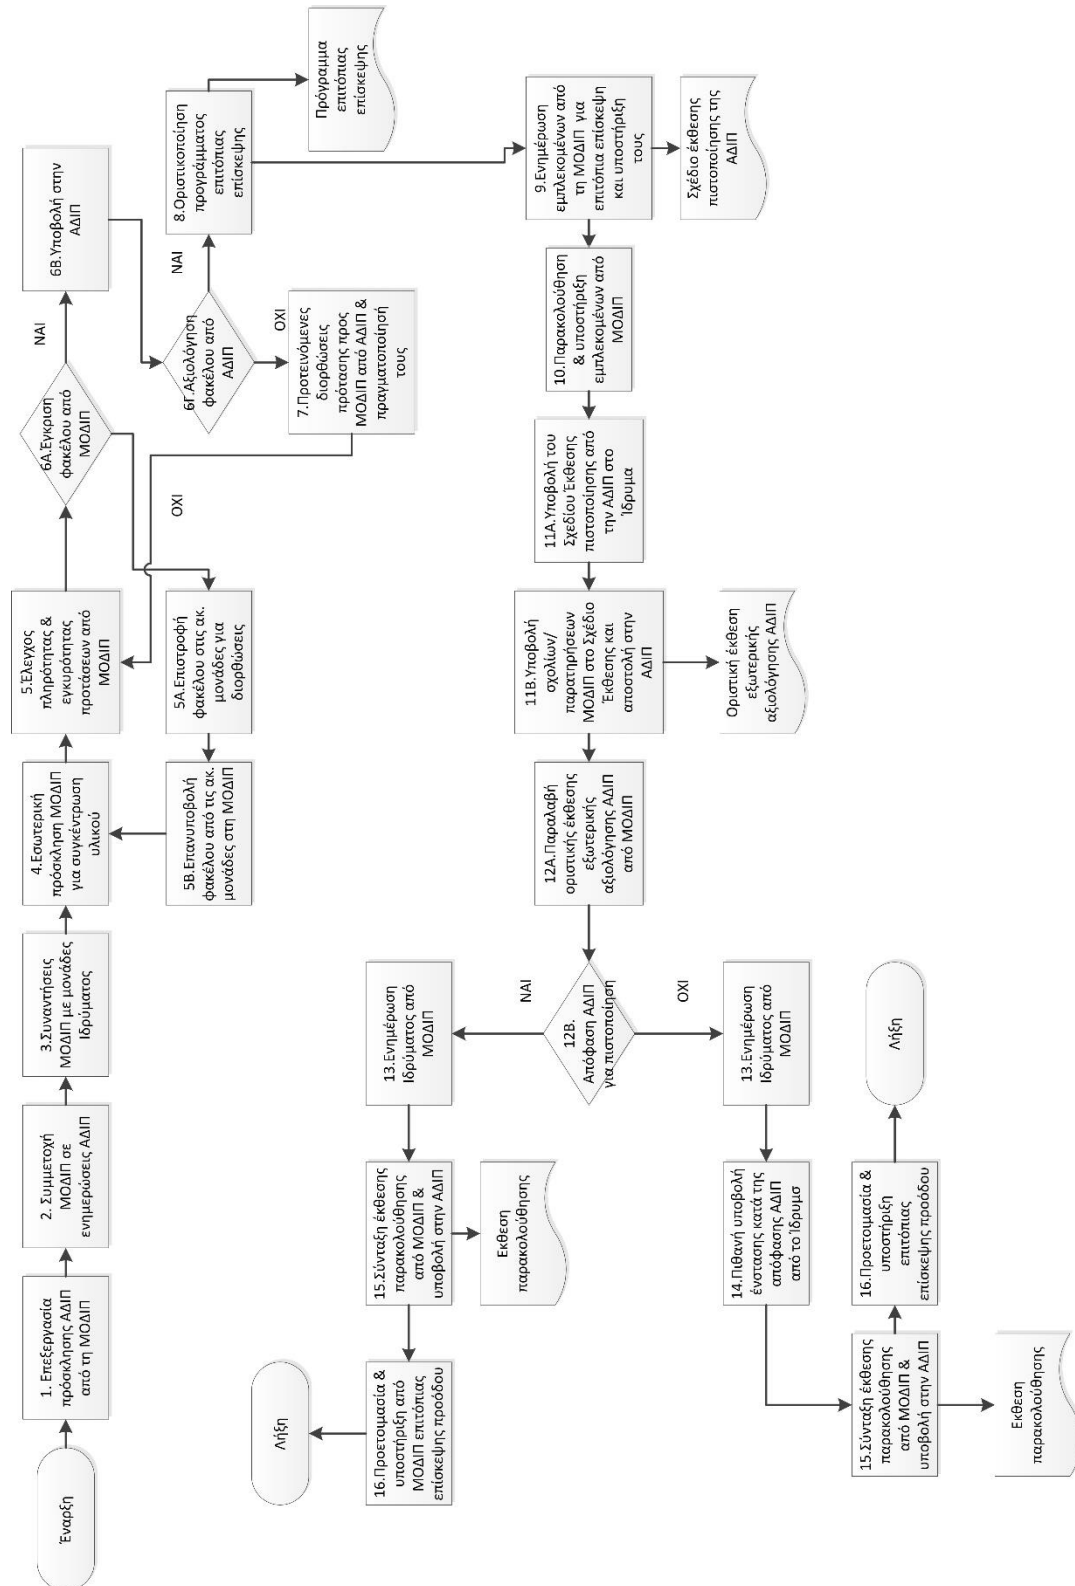 Έναρξη
1. Επεξεργασία
πρόσκλησης ΑΔΙΠ
από τη ΜΟΔΙΠ
2. Συμμετοχή
ΜΟΔΙΠ σε
ενημερώσεις ΑΔΙΠ
3.Συναντήσεις
ΜΟΔΙΠ με μονάδες
Ιδρύματος
4.Εσωτερική
πρόσκληση ΜΟΔΙΠ
για συγκέντρωση
υλικού
5.Έλεγχος
πληρότητας &
εγκυρότητας
προτάσεων από
ΜΟΔΙΠ
6Α.Έγκριση
φακέλου από
ΜΟΔΙΠ
ΝΑΙ
ΟΧΙ
5Α.Επιστροφή
φακέλου στις ακ.
μονάδες για
διορθώσεις
5Β.Επανυποβολή
φακέλου από τις ακ.
μονάδες στη ΜΟΔΙΠ
6Β.Υποβολή στην
ΑΔΙΠ
6Γ.Αξιολόγηση
φακέλου από
ΑΔΙΠ
ΝΑΙ
ΟΧΙ
7.Προτεινόμενες
διορθώσεις
πρότασης προς
ΜΟΔΙΠ από ΑΔΙΠ &
πραγματοποίησή
τους
8.Οριστικοποίηση
προγράμματος
επιτόπιας
επίσκεψης
Πρόγραμμα
επιτόπιας
επίσκεψης
9.Ενημέρωση
εμπλεκομένων από
τη ΜΟΔΙΠ για
επιτόπια επίσκεψη
και υποστήριξη
τους
Σχέδιο έκθεσης
πιστοποίησης της
ΑΔΙΠ
10.Παρακολούθηση
& υποστήριξη
εμπλεκομένων από
ΜΟΔΙΠ
11Α.Υποβολή του
Σχεδίου Έκθεσης
πιστοποίησης από
την ΑΔΙΠ στο
Ίδρυμα
11Β.Υποβολή
σχολίων/
παρατηρήσεων
ΜΟΔΙΠ στο Σχέδιο
Έκθεσης και
αποστολή στην
ΑΔΙΠ
Οριστική έκθεση
εξωτερικής
αξιολόγησης ΑΔΙΠ
12Α.Παραλαβή
οριστικής έκθεσης
εξωτερικής
αξιολόγησης ΑΔΙΠ
από ΜΟΔΙΠ
12Β.
Απόφαση ΑΔΙΠ
για πιστοποίηση
ΝΑΙ
ΟΧΙ
13.Ενημέρωση
Ιδρύματος από
ΜΟΔΙΠ
15.Σύνταξη έκθεσης
παρακολούθησης
από ΜΟΔΙΠ &
υποβολή στην ΑΔΙΠ
Εκθεση
παρακολούθησης
16.Προετοιμασία &
υποστήριξη από
ΜΟΔΙΠ επιτόπιας
επίσκεψης προόδου
Λήξη
13.Ενημέρωση
Ιδρύματος από
ΜΟΔΙΠ
14.Πιθανή υποβολή
ένστασης κατά της
απόφασης ΑΔΙΠ
από το Ίδρυμσ
15.Σύνταξη έκθεσης
παρακολούθησης
από ΜΟΔΙΠ &
υποβολή στην ΑΔΙΠ
Εκθεση
παρακολούθησης
16.Προετοιμασία &
υποστήριξη
επιτόπιας
επίσκεψης προόδου
Λήξη